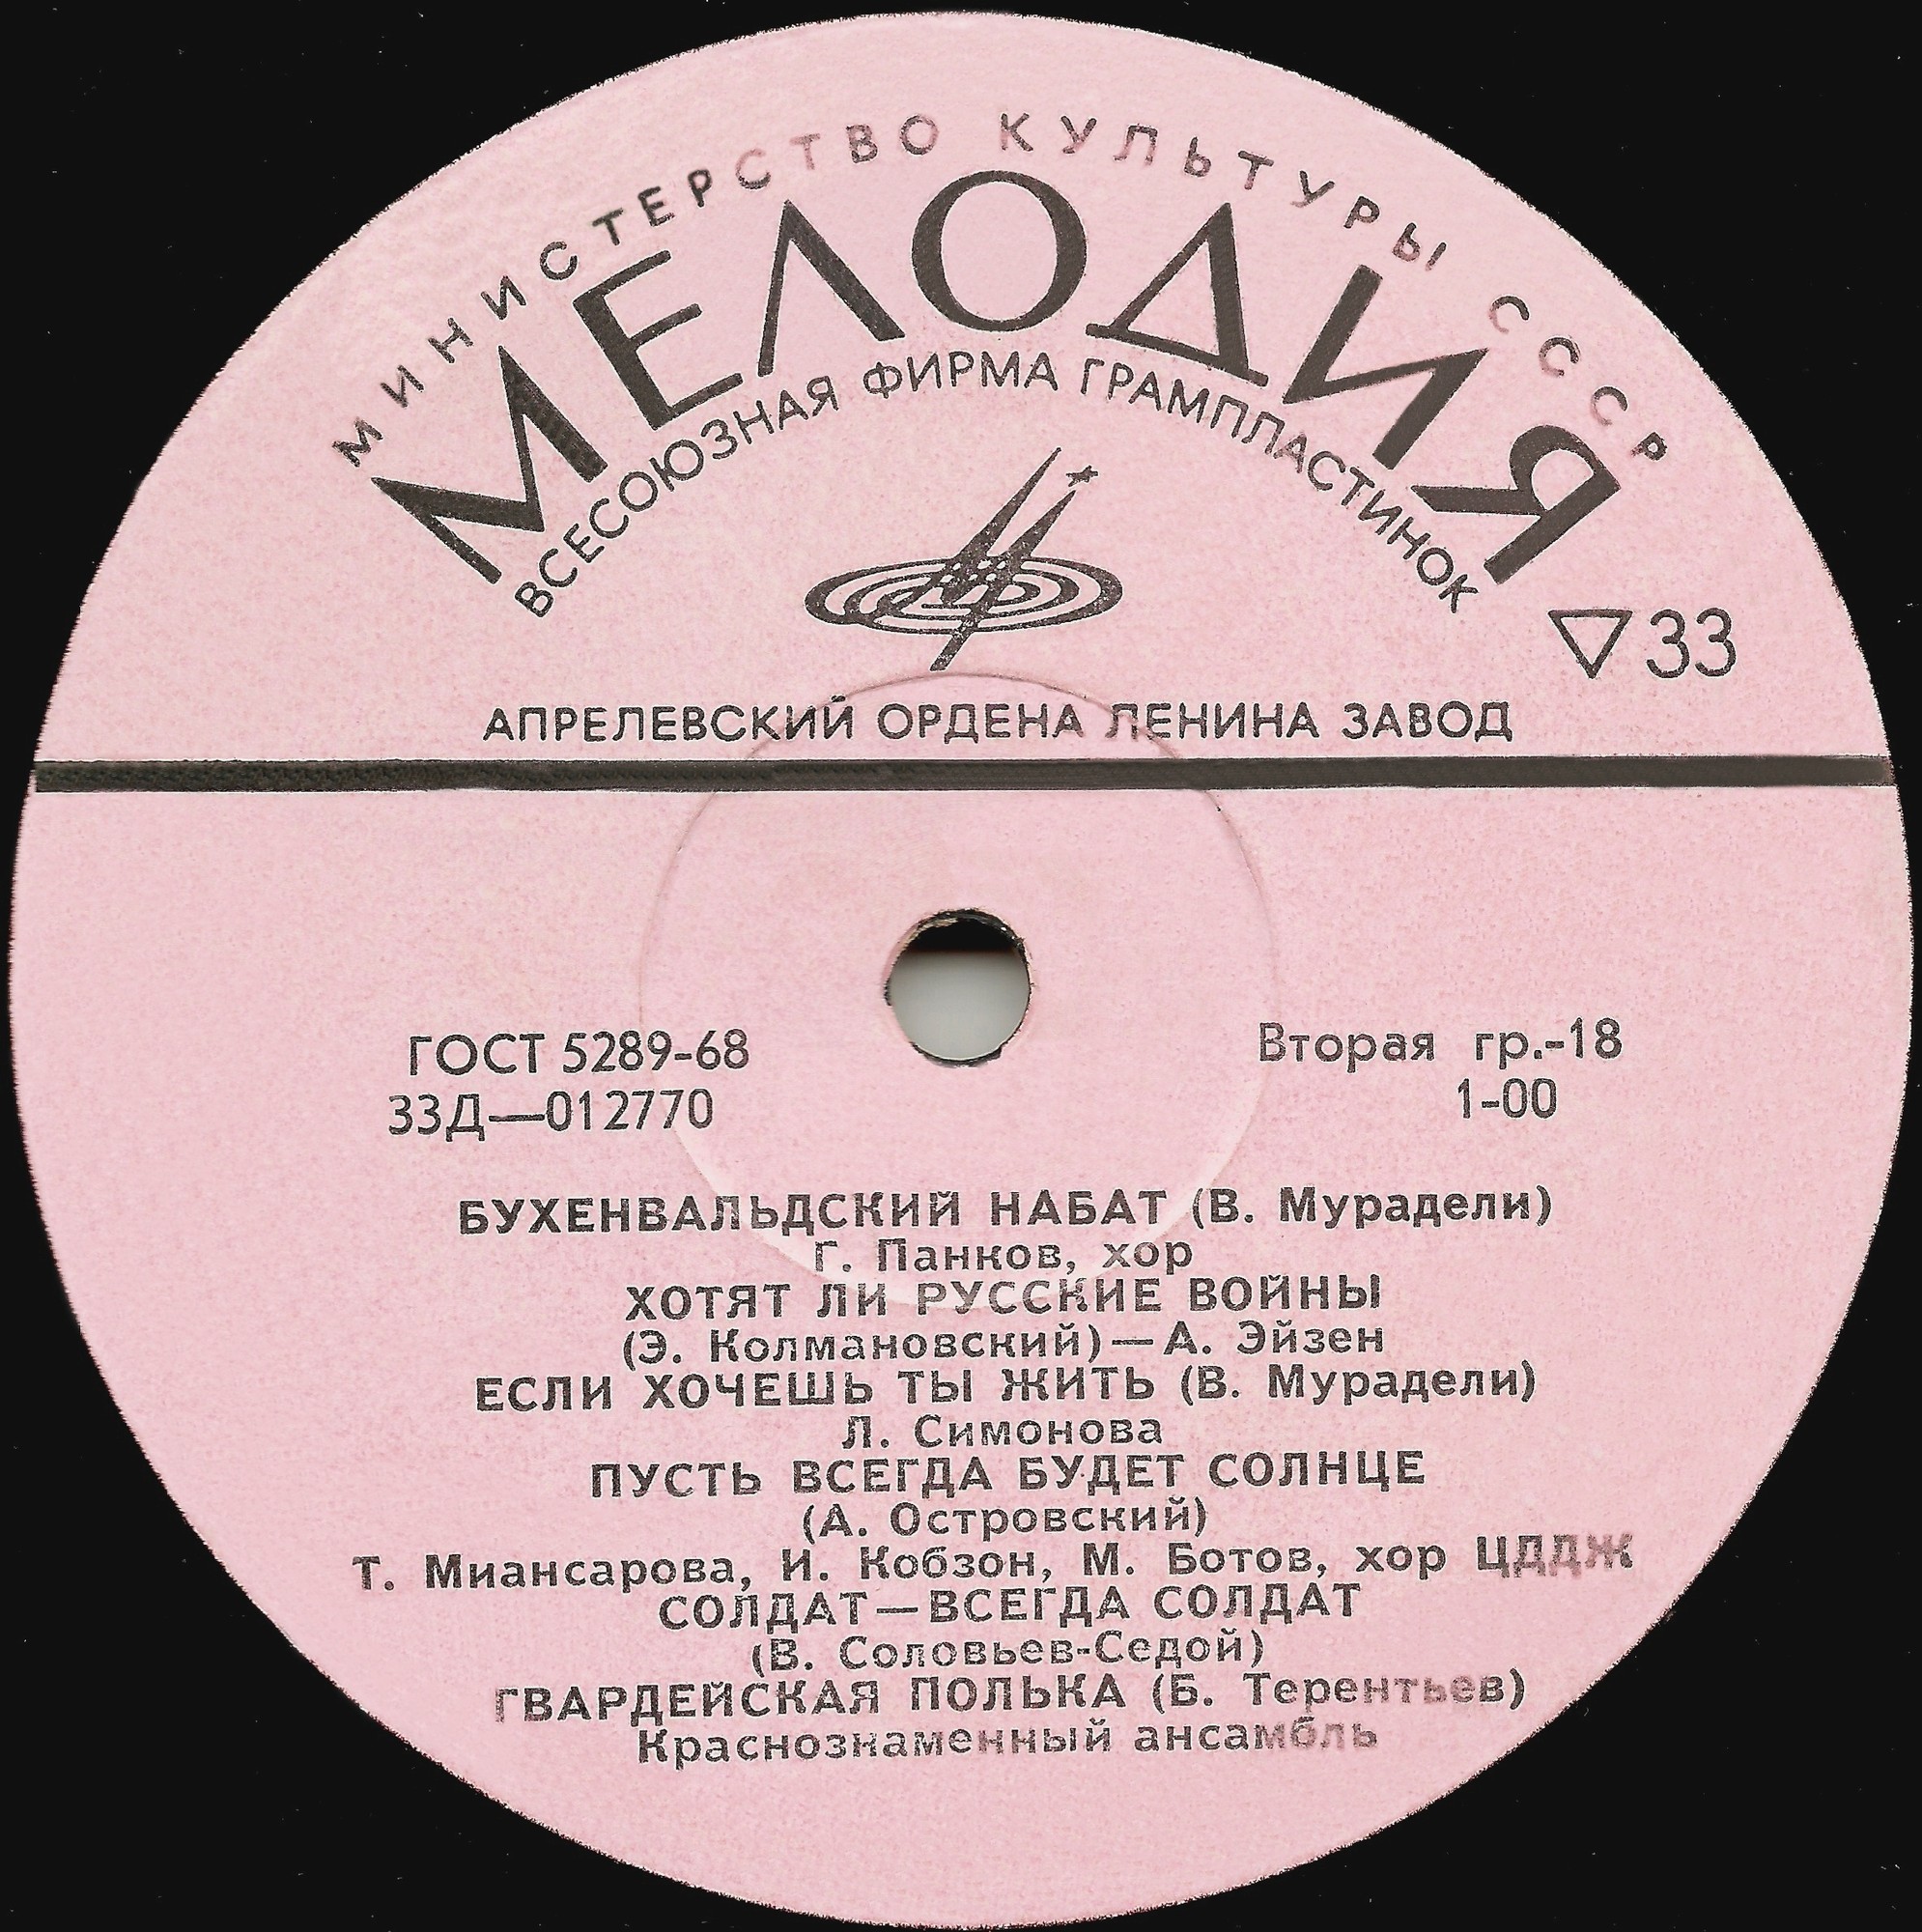 МИНИСТЕРСТВО КУЛЬТУРЫ СССР
МЕЛОДИЯ
ВСЕСОЮЗНАЯ ФИРМА ГРАМПЛАСТИНОК
33
АПРЕЛЕВСКИЙ ОРДЕНА ЛЕНИНА ЗАВОД
ГОСТ 5289-68
33Д—012770
Вторая гр.-18
1-00
БУХЕНВАЛЬДСКИЙ НАБАТ (В. Мурадели)
Г. Панков, хор
ХОТЯТ ЛИ РУССКИЕ ВОЙНЫ
(Э. Колмановский)—А. Эйзен
ЕСЛИ ХОЧЕШЬ ТЫ ЖИТЬ (В. Мурадели)
Л. Симонова
ПУСТЬ ВСЕГДА БУДЕТ СОЛНЦЕ
(А. Островский)
Т. Миансарова, И. Кобзон, М. Ботов, хор ЦДДЖ
СОЛДАТ—ВСЕГДА СОЛДАТ
(В. Соловьев-Седой)
ГВАРДЕЙСКАЯ ПОЛЬКА (Б. Терентьев)
Краснознаменный ансамбль